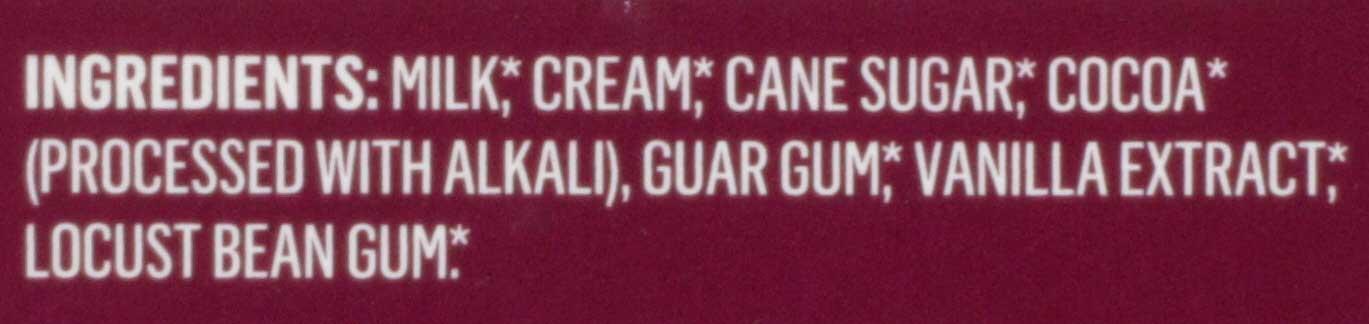 INGREDIENTS: MILK,* CREAM,* CANE SUGAR,* COCOA*
(PROCESSED WITH ALKALI), GUAR GUM,* VANILLA EXTRACT,*
LOCUST BEAN GUM.*